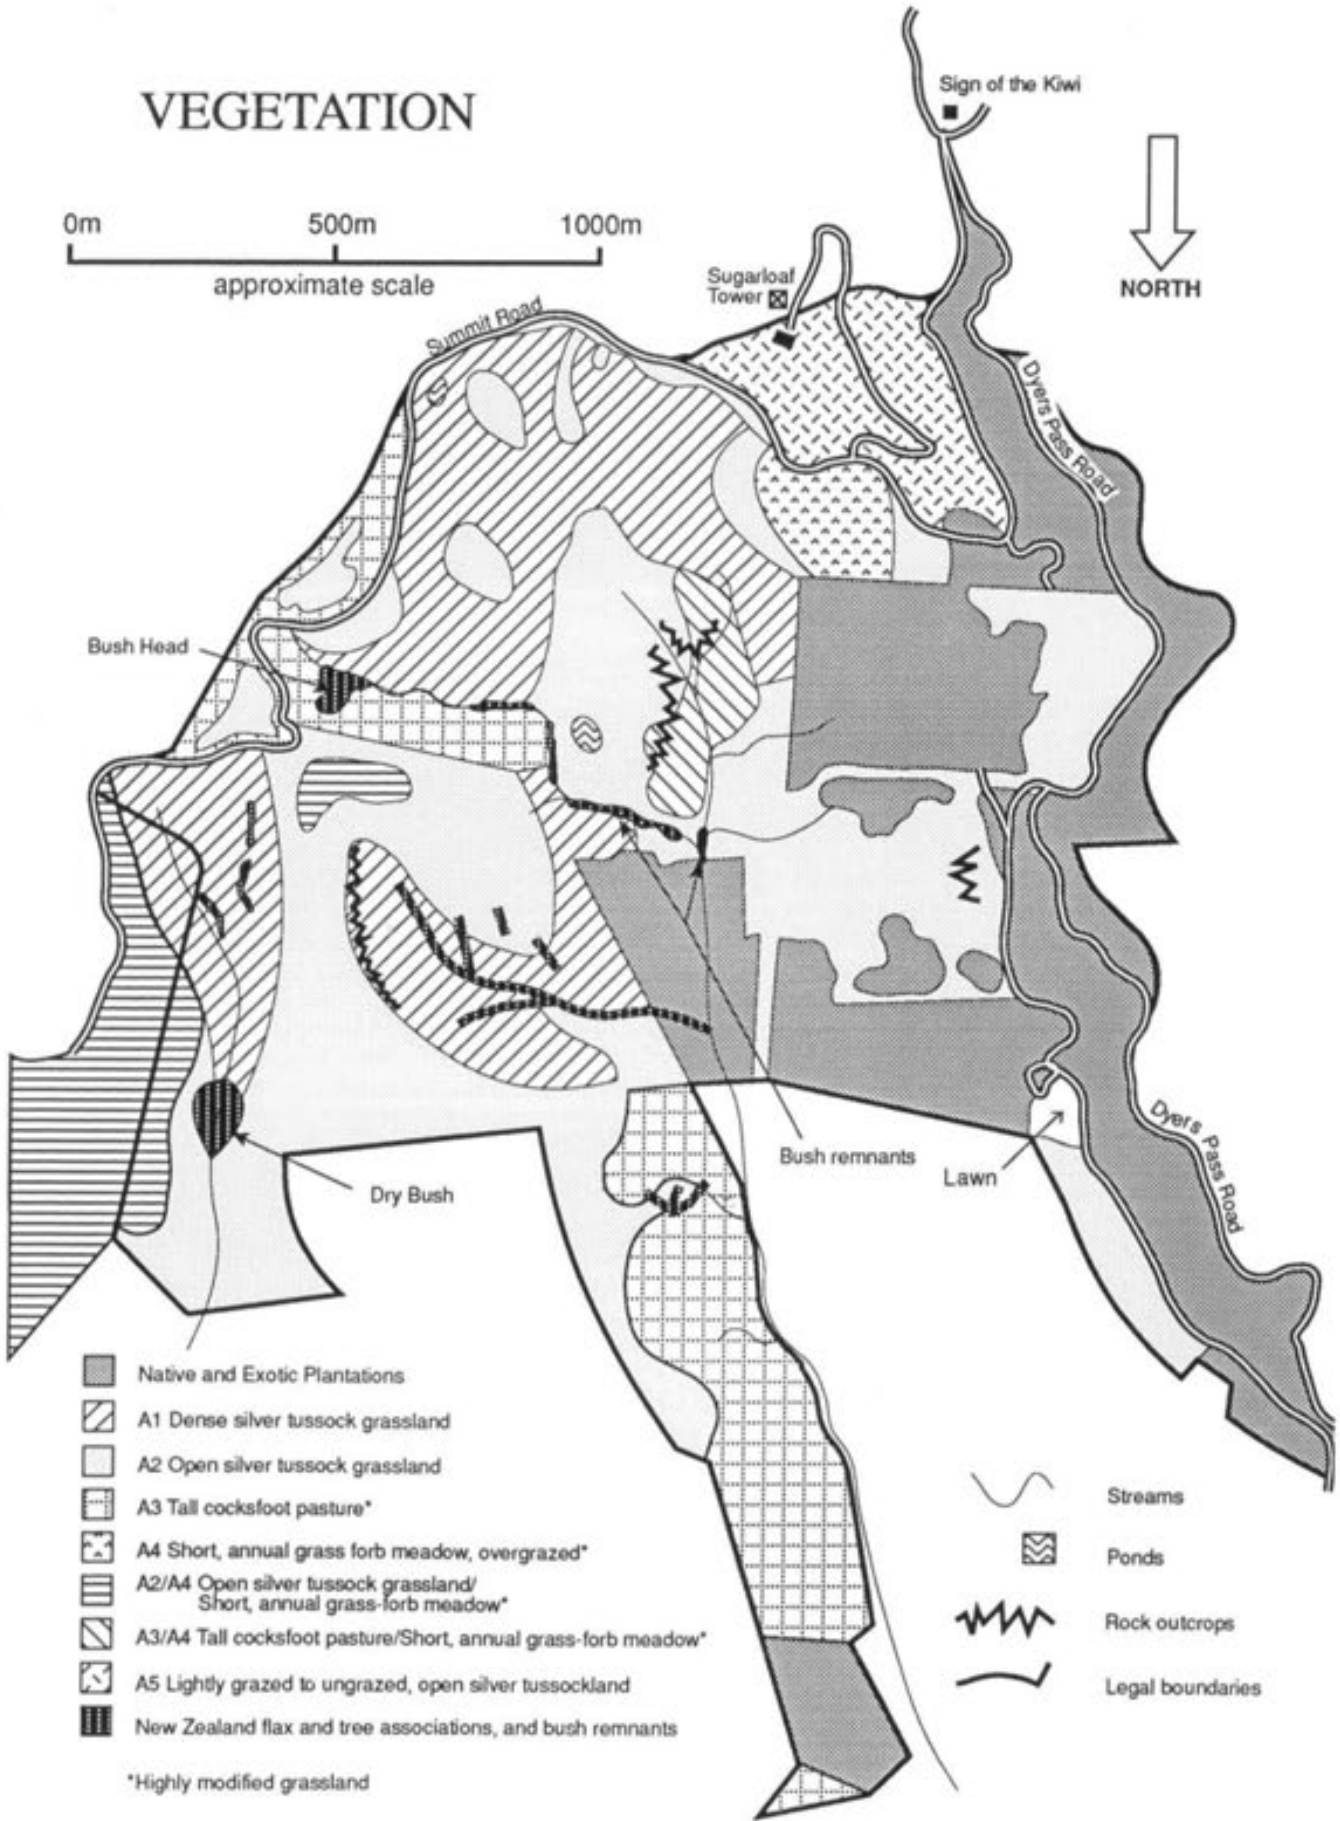 Sign of the Kiwi
VEGETATION
0m 500m 1000m
approximate scale
NORTH
Sugarloaf
Tower
Summit Road
Dyers Pass Road
Bush Head
Bush remnants
Lawn
Dyers Pass Road
Dry Bush
Native and Exotic Plantations
A1 Dense silver tussock grassland
A2 Open silver tussock grassland
A3 Tall cocksfoot pasture*
A4 Short, annual grass forb meadow, overgrazed*
A2/A4 Open silver tussock grassland/
Short, annual grass-forb meadow*
A3/A4 Tall cocksfoot pasture/Short, annual grass-forb meadow*
A5 Lightly grazed to ungrazed, open silver tussockland
New Zealand flax and tree associations, and bush remnants
*Highly modified grassland
Streams
Ponds
Rock outcrops
Legal boundaries